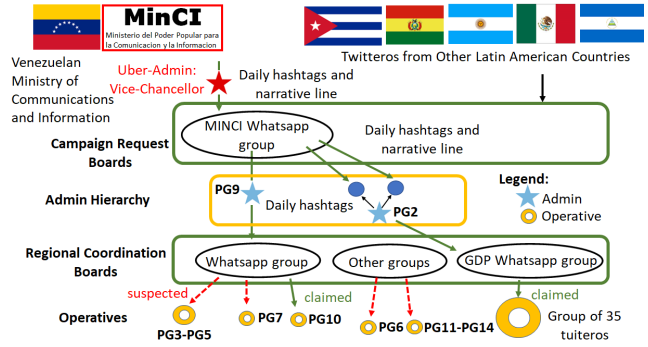 MinCI
Ministerio del Poder Popular para
la Comunicacion y la Informacion
Twitteros from Other Latin American Countries
Venezuelan
Ministry of
Communications
and Information
Uber-Admin:
Vice-Chancellor
Daily hashtags and
narrative line
Campaign Request
Boards
MINCI Whatsapp
group
Daily hashtags and
narrative line
Admin Hierarchy
PG9
Daily hashtags
PG2
Legend:
Admin
Operative
Regional Coordination
Boards
Whatsapp group
Other groups
GDP Whatsapp group
suspected
claimed
claimed
Operatives
PG3-PG5
PG7
PG10
PG6
PG11-PG14
Group of 35
tuiteros